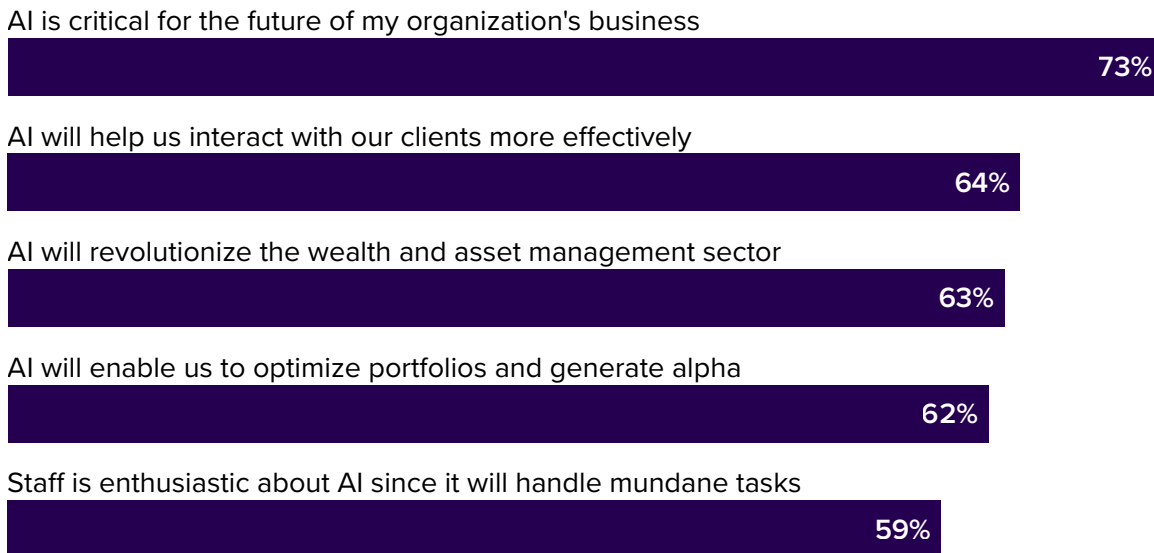 AI is critical for the future of my organization's business
73%
AI will help us interact with our clients more effectively
64%
AI will revolutionize the wealth and asset management sector
63%
AI will enable us to optimize portfolios and generate alpha
62%
Staff is enthusiastic about AI since it will handle mundane tasks
59%